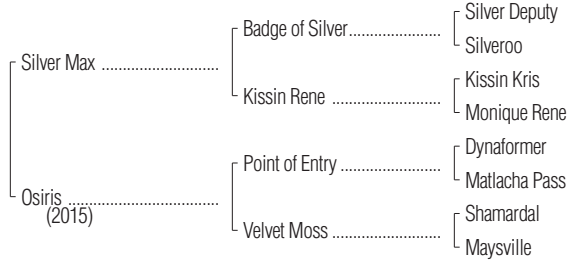 Silver Deputy
Badge of Silver
Silveroo
Silver Max
Kissin Kris
Kissin Rene
Monique Rene
Dynaformer
Point of Entry
Matlacha Pass
Osiris
(2015)
Shamardal
Velvet Moss
Maysville